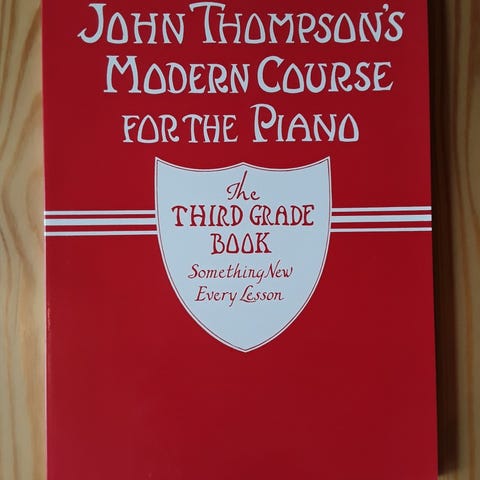 JOHN THOMPSON'S
MODERN COURSE
FOR THE PIANO
The
THIRD GRADE
BOOK
Something New
Every Lesson